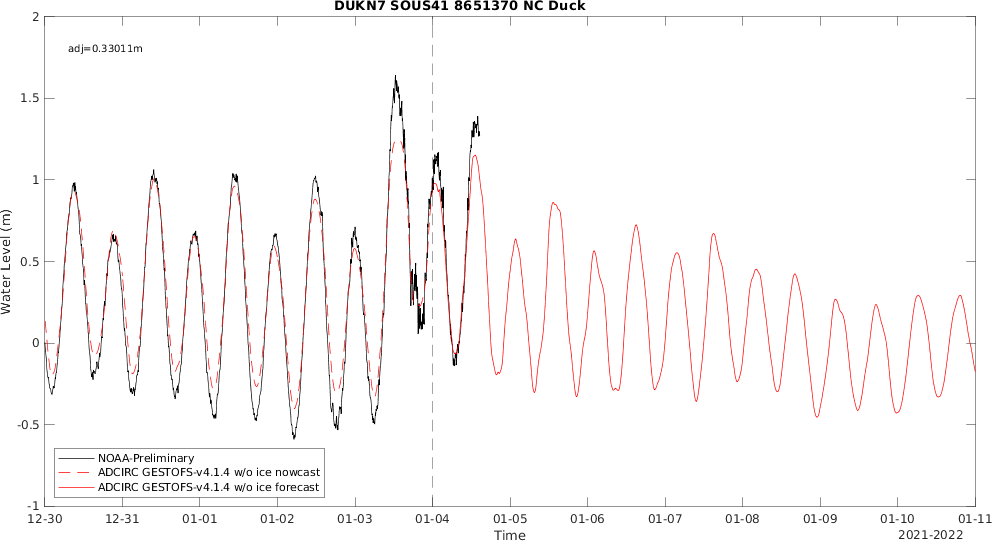 DUKN7 SOUS41 8651370 NC Duck
adj=0.33011m
Water Level (m)
2
1.5
1
0.5
0
-0.5
-1
NOAA-Preliminary
ADCIRC GESTOFS-v4.1.4 w/o ice nowcast
ADCIRC GESTOFS-v4.1.4 w/o ice forecast
12-30 12-31 01-01 01-02 01-03 01-04 01-05 01-06 01-07 01-08 01-09 01-10 01-11
Time
2021-2022